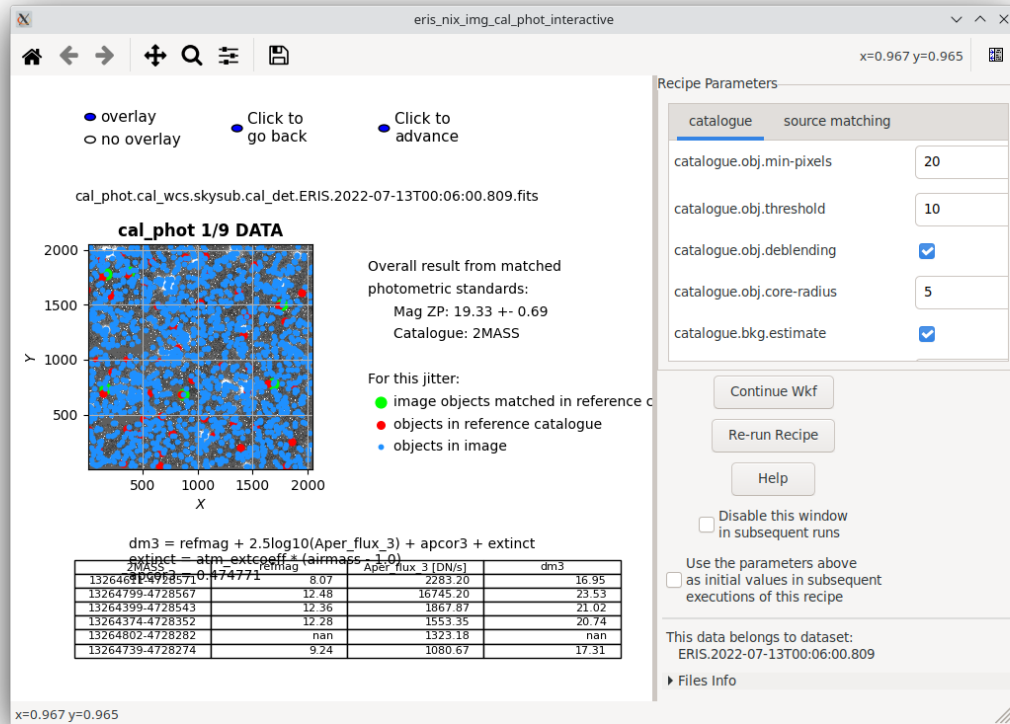 eris_nix_img_cal_phot_interactive
x=0.967 y=0.965
Recipe Parameters
overlay
no overlay
Click to
go back
Click to
advance
catalogue
source matching
catalogue.obj.min-pixels 20
catalogue.obj.threshold 10
catalogue.obj.deblending
catalogue.obj.core-radius 5
catalogue.bkg.estimate
cal_phot.cal_wcs.skysub.cal_det.ERIS.2022-07-13T00:06:00.809.fits
cal_phot 1/9 DATA
2000
1500
1000
500
Y
500 1000 1500 2000
X
Overall result from matched
photometric standards:
Mag ZP: 19.33 +- 0.69
Catalogue: 2MASS
For this jitter:
image objects matched in reference c
objects in reference catalogue
objects in image
Continue Wkf
Re-run Recipe
Help
Disable this window
in subsequent runs
Use the parameters above
as initial values in subsequent
executions of this recipe
This data belongs to dataset:
ERIS.2022-07-13T00:06:00.809
Files Info
dm3 = refmag + 2.5log10(Aper_flux_3) + apcor3 + extinct
extinct = atm_extcoeff * (airmass - 1.0)
apcor3 = 0.474771
2MASS refmag Aper_flux_3 [DN/s] dm3
13264611-4728571 8.07 2283.20 16.95
13264799-4728567 12.48 16745.20 23.53
13264399-4728543 12.36 1867.87 21.02
13264374-4728352 12.28 1553.35 20.74
13264802-4728282 nan 1323.18 nan
13264739-4728274 9.24 1080.67 17.31
x=0.967 y=0.965